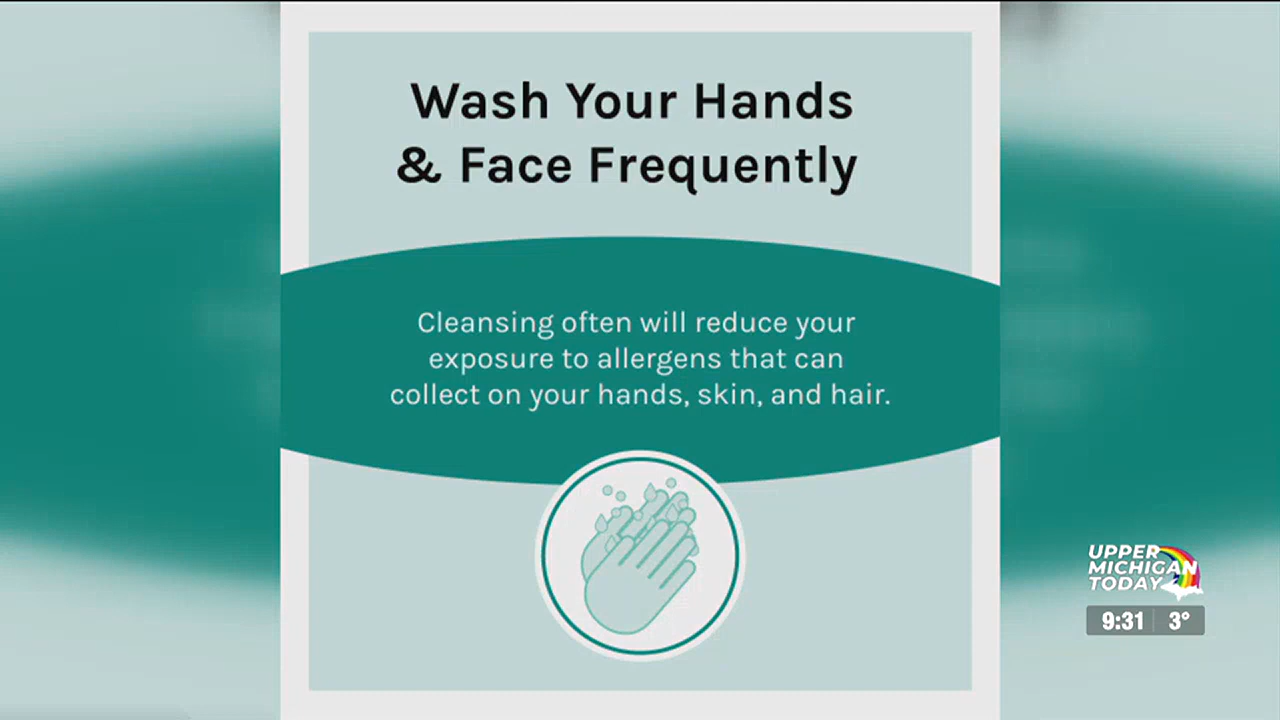 Wash Your Hands
& Face Frequently
Cleansing often will reduce your
exposure to allergens that can
collect on your hands, skin, and hair.
UPPER
MICHIGAN
TODAY
9:31 3°